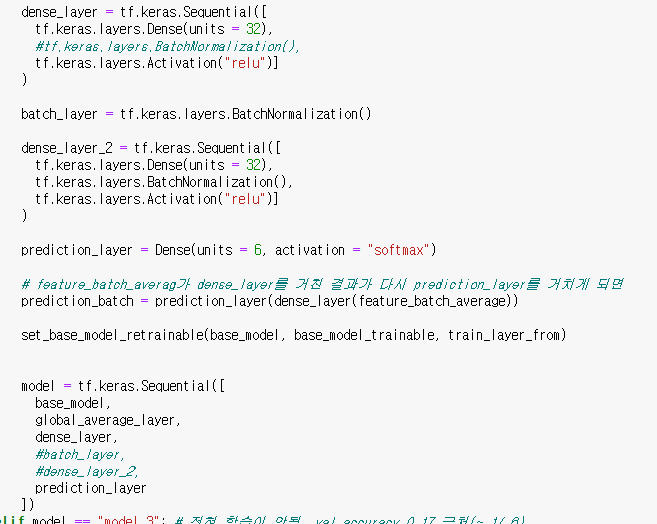 dense_layer = tf.keras.Sequential([
tf.keras.layers.Dense(units = 32),
#tf.keras.layers.BatchNormalization(),
tf.keras.layers.Activation("relu")]
)
batch_layer = tf.keras.layers.BatchNormalization()
dense_layer_2 = tf.keras.Sequential([
tf.keras.layers.Dense(units = 32),
tf.keras.layers.BatchNormalization(),
tf.keras.layers.Activation("relu")]
)
prediction_layer = Dense(units = 6, activation = "softmax")
# feature_batch_averag가 dense_layer를 거친 결과가 다시 prediction_layer를 거치게 되면
prediction_batch = prediction_layer(dense_layer(feature_batch_average))
set_base_model_retrainable(base_model, base_model_trainable, train_layer_from)
model = tf.keras.Sequential([
base_model,
global_average_layer,
dense_layer,
#batch_layer,
#dense_layer_2,
prediction_layer
])
elif model == "model_3": # 전혀 학습이 안됨, val_accuracy 0.17 근처(~ 1/6)